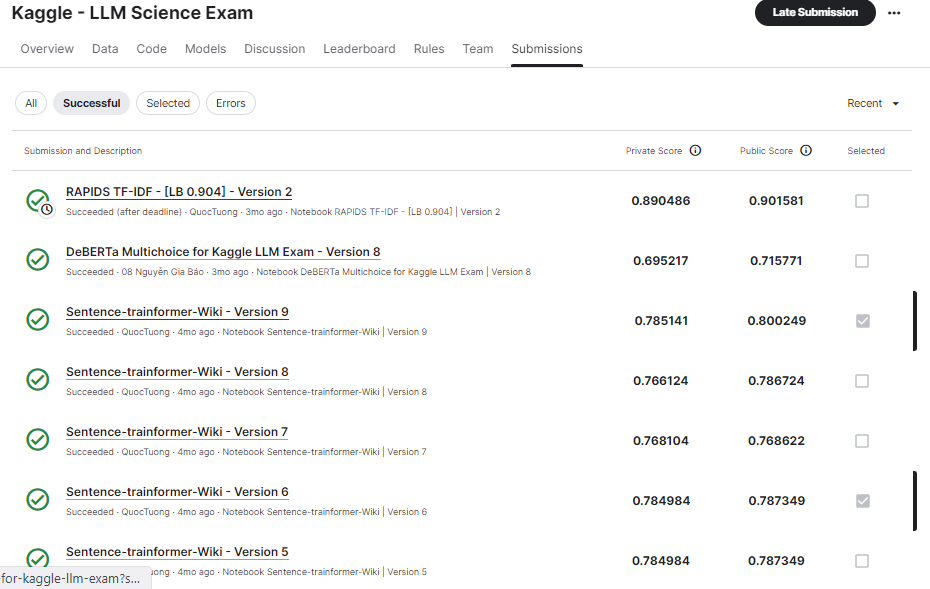 Kaggle - LLM Science Exam
Late Submission
Overview Data Code Models Discussion Leaderboard Rules Team Submissions
All Successful Selected Errors Recent
Submission and Description Private Score Public Score Selected
RAPIDS TF-IDF - [LB 0.904] - Version 2
Succeeded (after deadline) · QuocTuong · 3mo ago · Notebook RAPIDS TF-IDF - [LB 0.904] | Version 2
0.890486 0.901581
DeBERTa Multichoice for Kaggle LLM Exam - Version 8
Succeeded · 08 Nguyễn Gia Bảo · 3mo ago · Notebook DeBERTa Multichoice for Kaggle LLM Exam | Version 8
0.695217 0.715771
Sentence-trainformer-Wiki - Version 9
Succeeded · QuocTuong · 4mo ago · Notebook Sentence-trainformer-Wiki | Version 9
0.785141 0.800249
Sentence-trainformer-Wiki - Version 8
Succeeded · QuocTuong · 4mo ago · Notebook Sentence-trainformer-Wiki | Version 8
0.766124 0.786724
Sentence-trainformer-Wiki - Version 7
Succeeded · QuocTuong · 4mo ago · Notebook Sentence-trainformer-Wiki | Version 7
0.768104 0.768622
Sentence-trainformer-Wiki - Version 6
Succeeded · QuocTuong · 4mo ago · Notebook Sentence-trainformer-Wiki | Version 6
0.784984 0.787349
Sentence-trainformer-Wiki - Version 5
ong · 4mo ago · Notebook Sentence-trainformer-Wiki | Version 5
0.784984 0.787349
-for-kaggle-llm-exam?s...